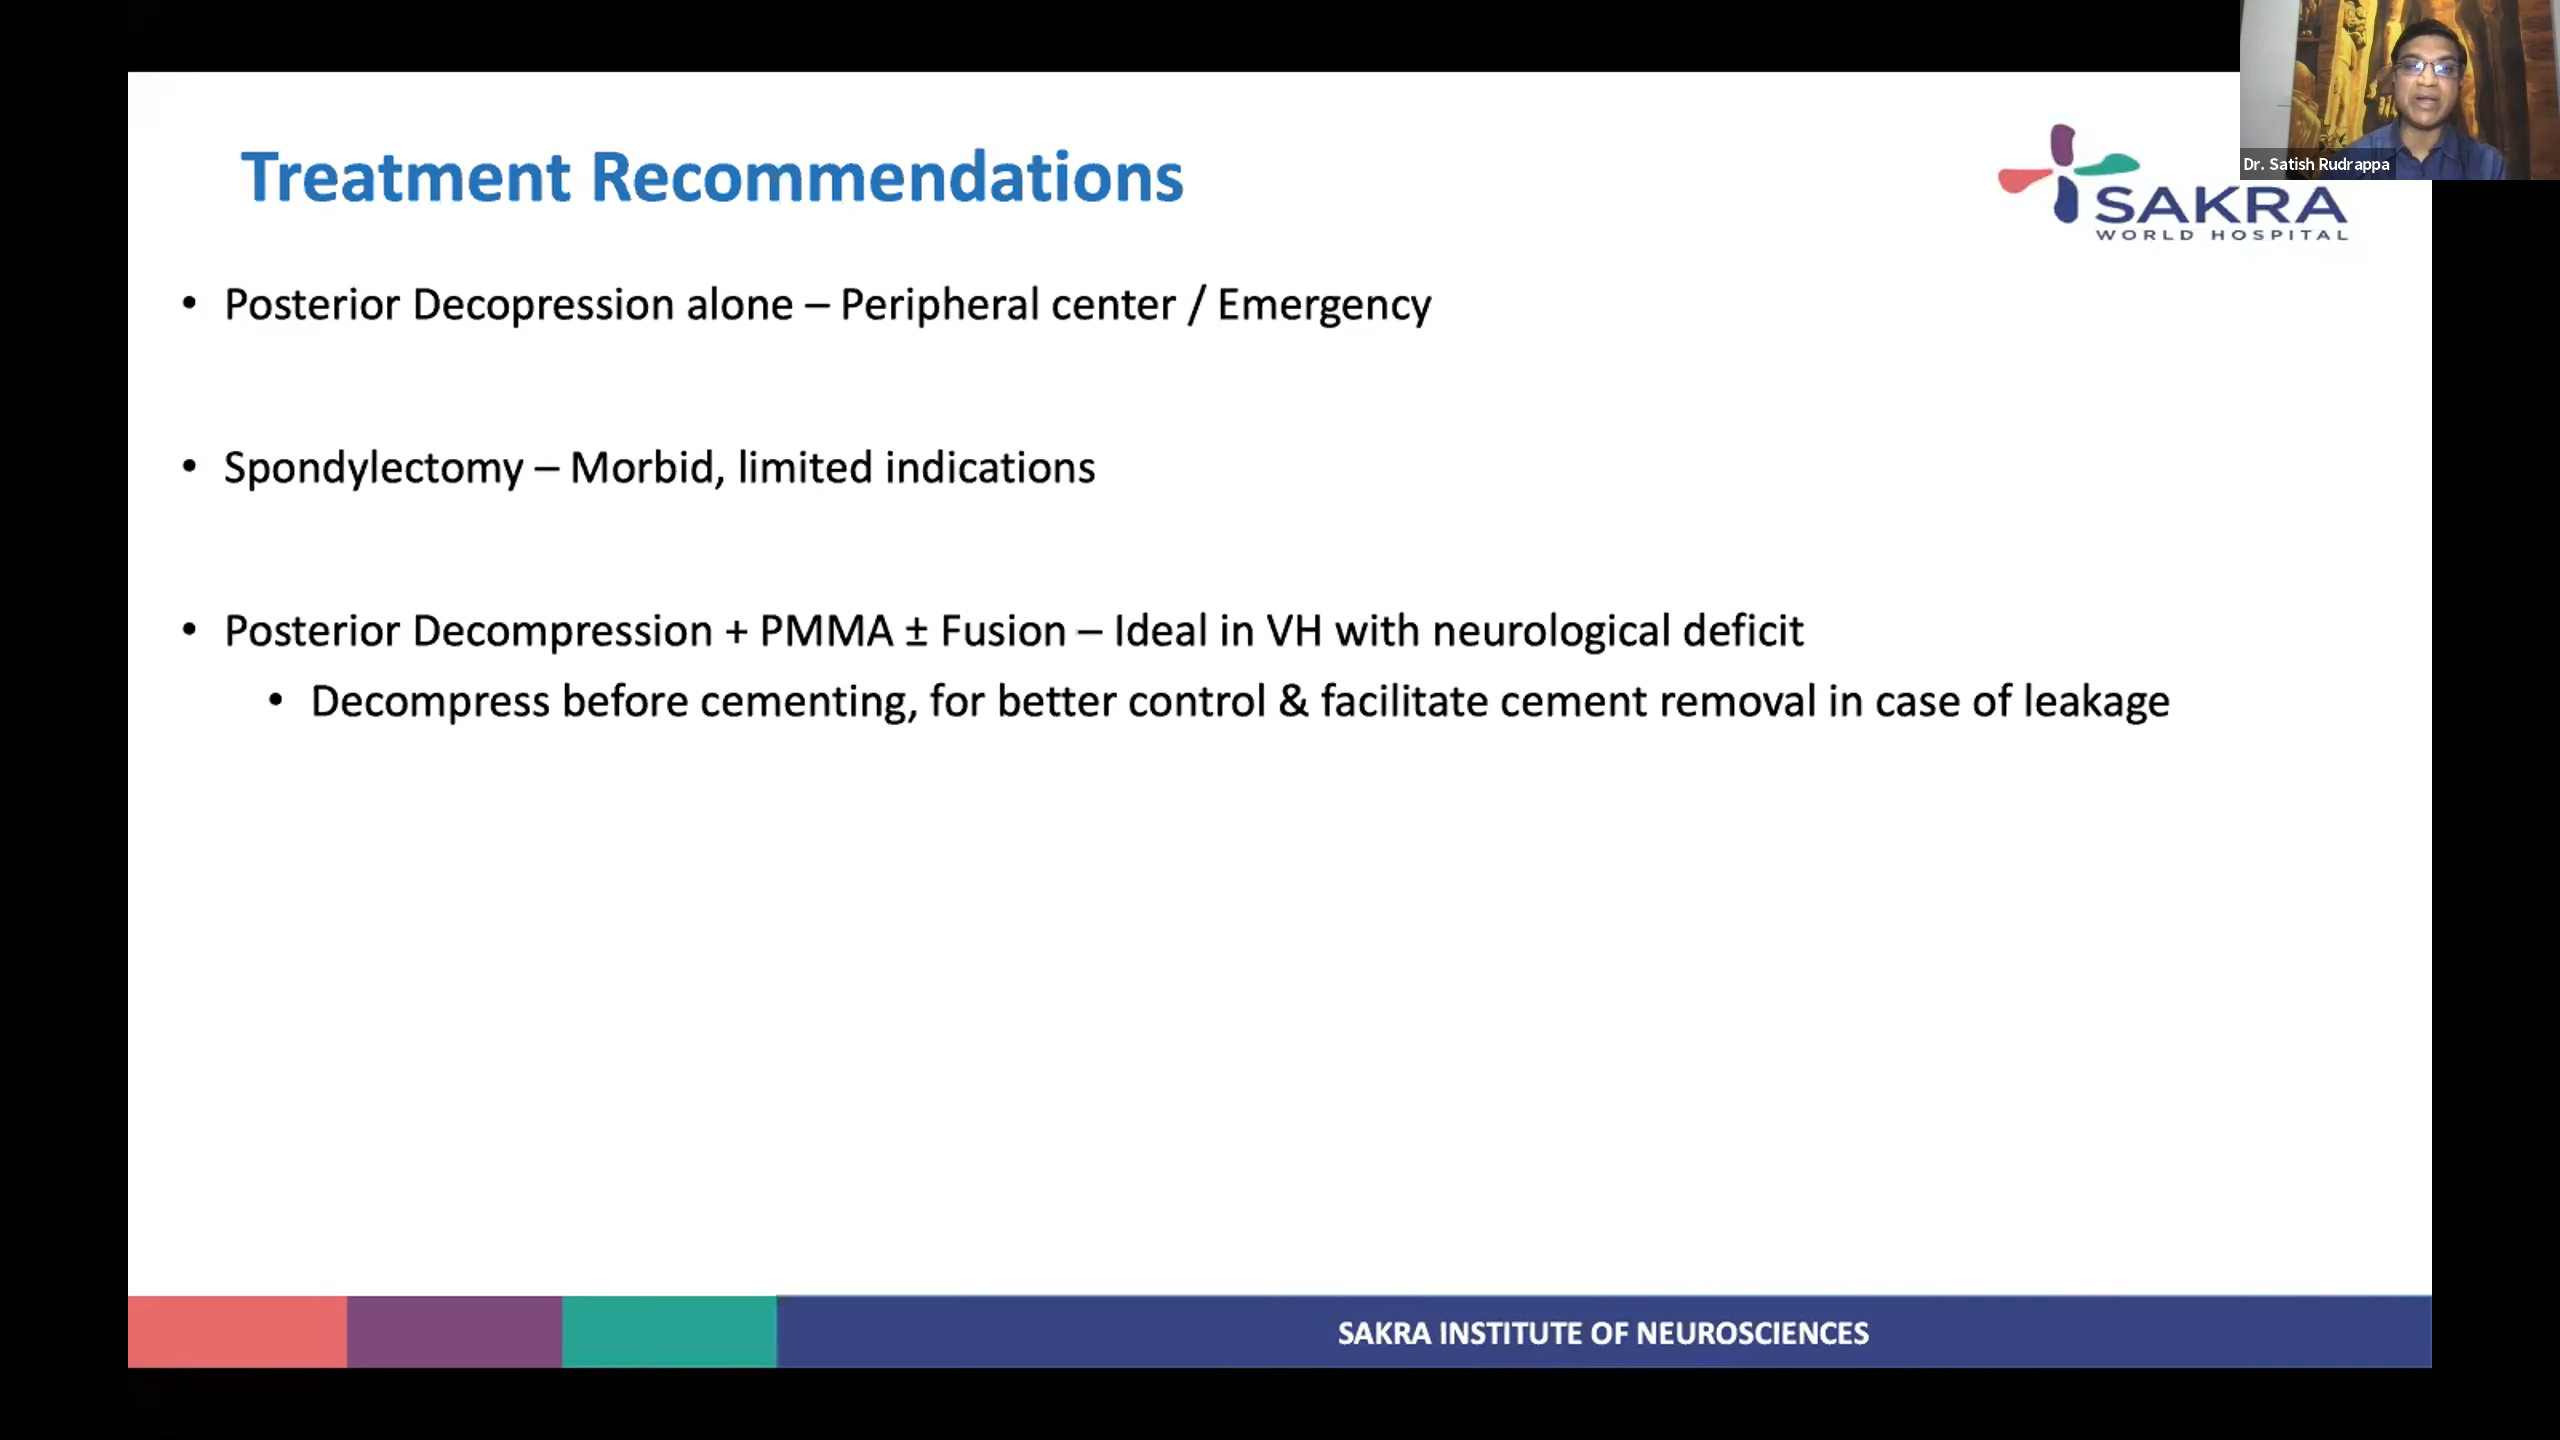 Dr. Satish Rudrappa
Treatment Recommendations
SAKRA
WORLD HOSPITAL
• Posterior Decopression alone – Peripheral center / Emergency
• Spondylectomy – Morbid, limited indications
• Posterior Decompression + PMMA ± Fusion – Ideal in VH with neurological deficit
• Decompress before cementing, for better control & facilitate cement removal in case of leakage
SAKRA INSTITUTE OF NEUROSCIENCES